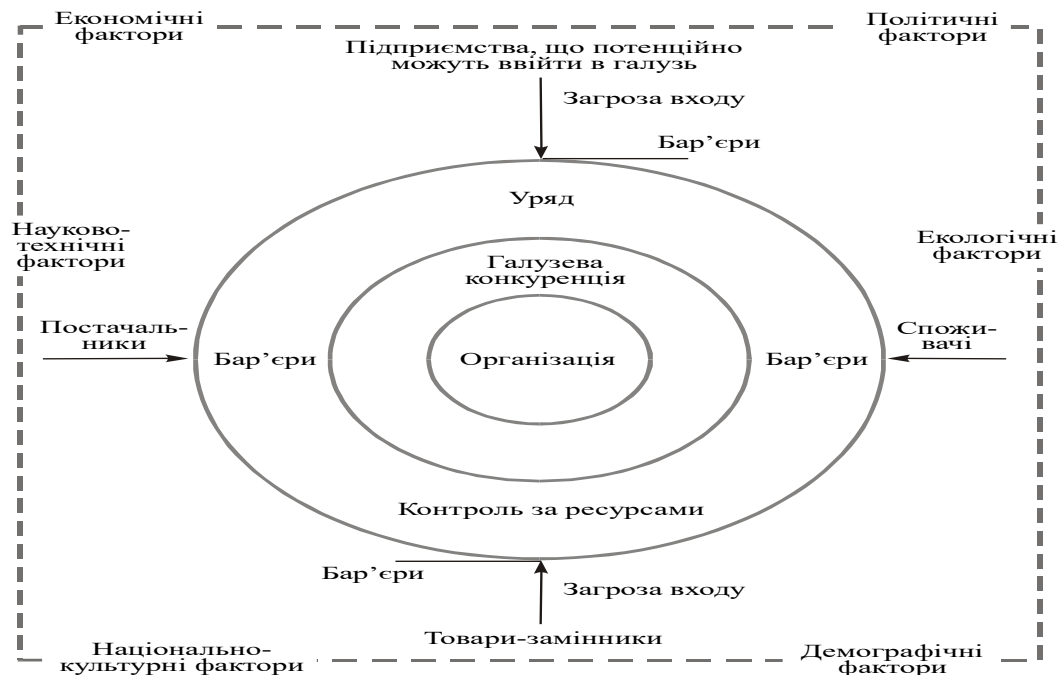 Економічні
фактори
Політичні
фактори
Підприємства, що потенційно
можуть ввійти в галузь
Загроза входу
Бар’єри
Уряд
Науково-
технічні
фактори
Екологічні
фактори
Галузева
конкуренція
Постачаль-
ники
Бар’єри
Організація
Бар’єри
Спожи-
вачі
Контроль за ресурсами
Бар’єри
Загроза входу
Товари-замінники
Національно-
культурні фактори
Демографічні
фактори